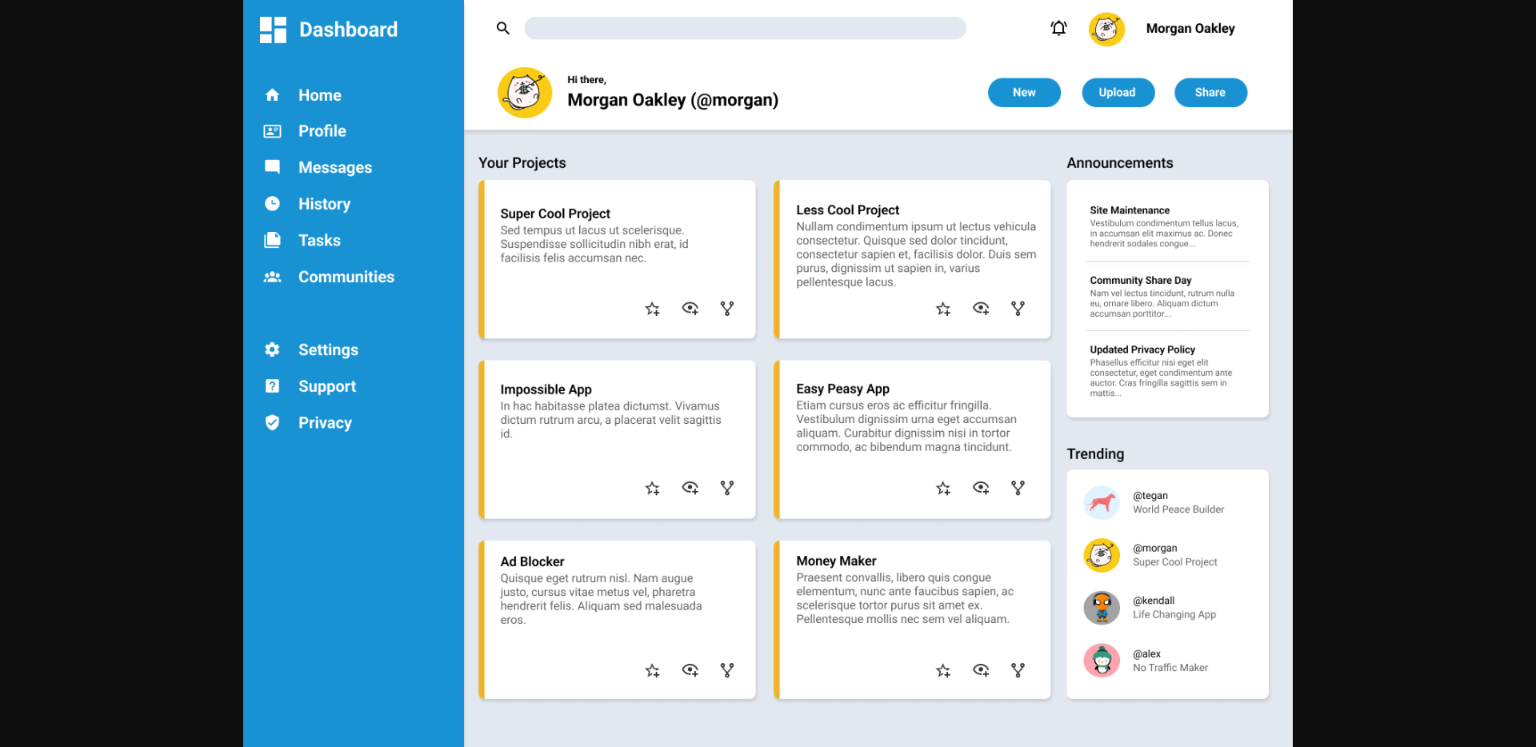 Dashboard
Home
Profile
Messages
History
Tasks
Communities
Settings
Support
Privacy
Morgan Oakley
Hi there,
Morgan Oakley (@morgan)
New
Upload
Share
Your Projects
Super Cool Project
Sed tempus ut lacus ut scelerisque.
Suspendisse sollicitudin nibh erat, id
facilisis felis accumsan nec.
Less Cool Project
Nullam condimentum ipsum ut lectus vehicula
consectetur. Quisque sed dolor tincidunt,
consectetur sapien et, facilisis dolor. Duis sem
purus, dignissim ut sapien in, varius
pellentesque lacus.
Impossible App
In hac habitasse platea dictumst. Vivamus
dictum rutrum arcu, a placerat velit sagittis
id.
Easy Peasy App
Etiam cursus eros ac efficitur fringilla.
Vestibulum dignissim urna eget accumsan
aliquam. Curabitur dignissim nisi in tortor
commodo, ac bibendum magna tincidunt.
Ad Blocker
Quisque eget rutrum nisl. Nam augue
justo, cursus vitae metus vel, pharetra
hendrerit felis. Aliquam sed malesuada
eros.
Money Maker
Praesent convallis, libero quis congue
elementum, nunc ante faucibus sapien, ac
scelerisque tortor purus sit amet ex.
Pellentesque mollis nec sem vel aliquam.
Announcements
Site Maintenance
Vestibulum condimentum tellus lacus,
in accumsan elit maximus ac. Donec
hendrerit sodales congue...
Community Share Day
Nam vel lectus tincidunt, rutrum nulla
eu, ornare libero. Aliquam dictum
accumsan porttitor...
Updated Privacy Policy
Phasellus efficitur nisi eget elit
consectetur, eget condimentum ante
auctor. Cras fringilla sagittis sem in
mattis...
Trending
@tegan
World Peace Builder
@morgan
Super Cool Project
@kendall
Life Changing App
@alex
No Traffic Maker